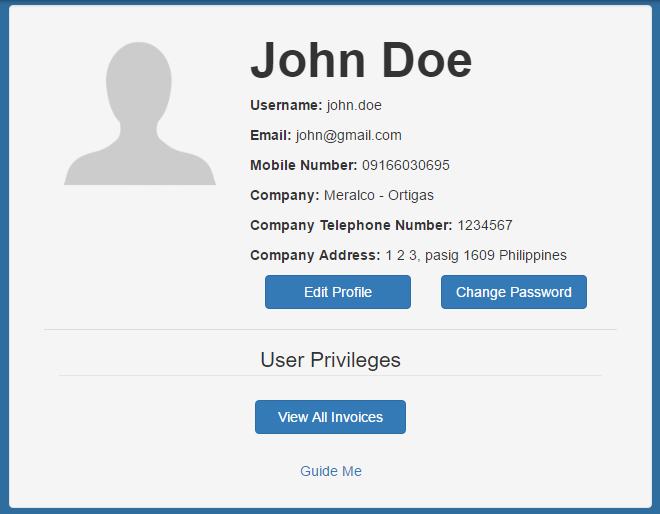 John Doe
Username: john.doe
Email: john@gmail.com
Mobile Number: 09166030695
Company: Meralco - Ortigas
Company Telephone Number: 1234567
Company Address: 1 2 3, pasig 1609 Philippines
Edit Profile
Change Password
User Privileges
View All Invoices
Guide Me